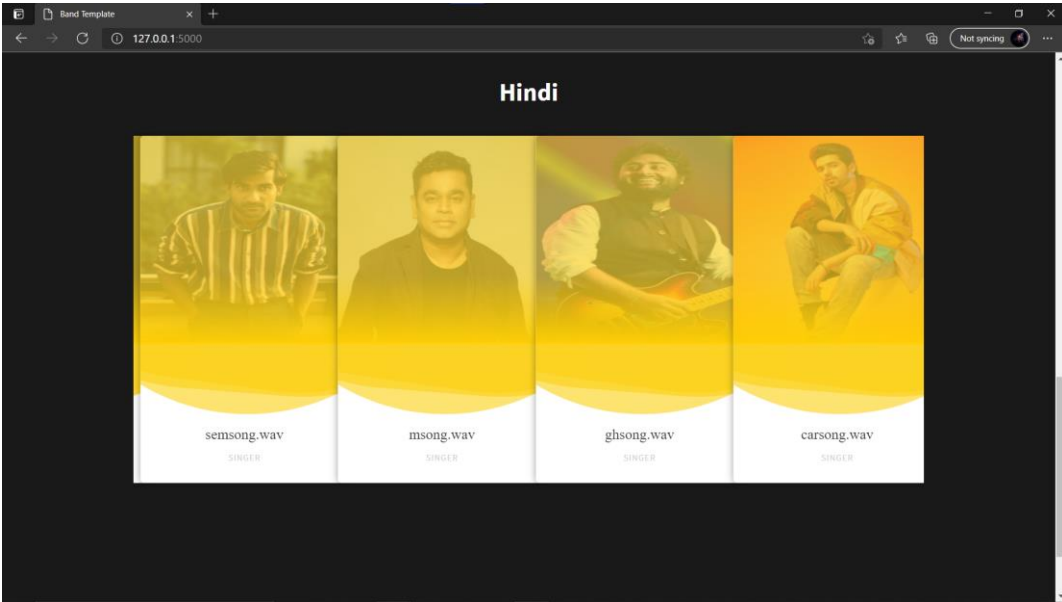 Band Template
127.0.0.1:5000
Not syncing
Hindi
semsong.wav
SINGER
msong.wav
SINGER
ghsong.wav
SINGER
carsong.wav
SINGER